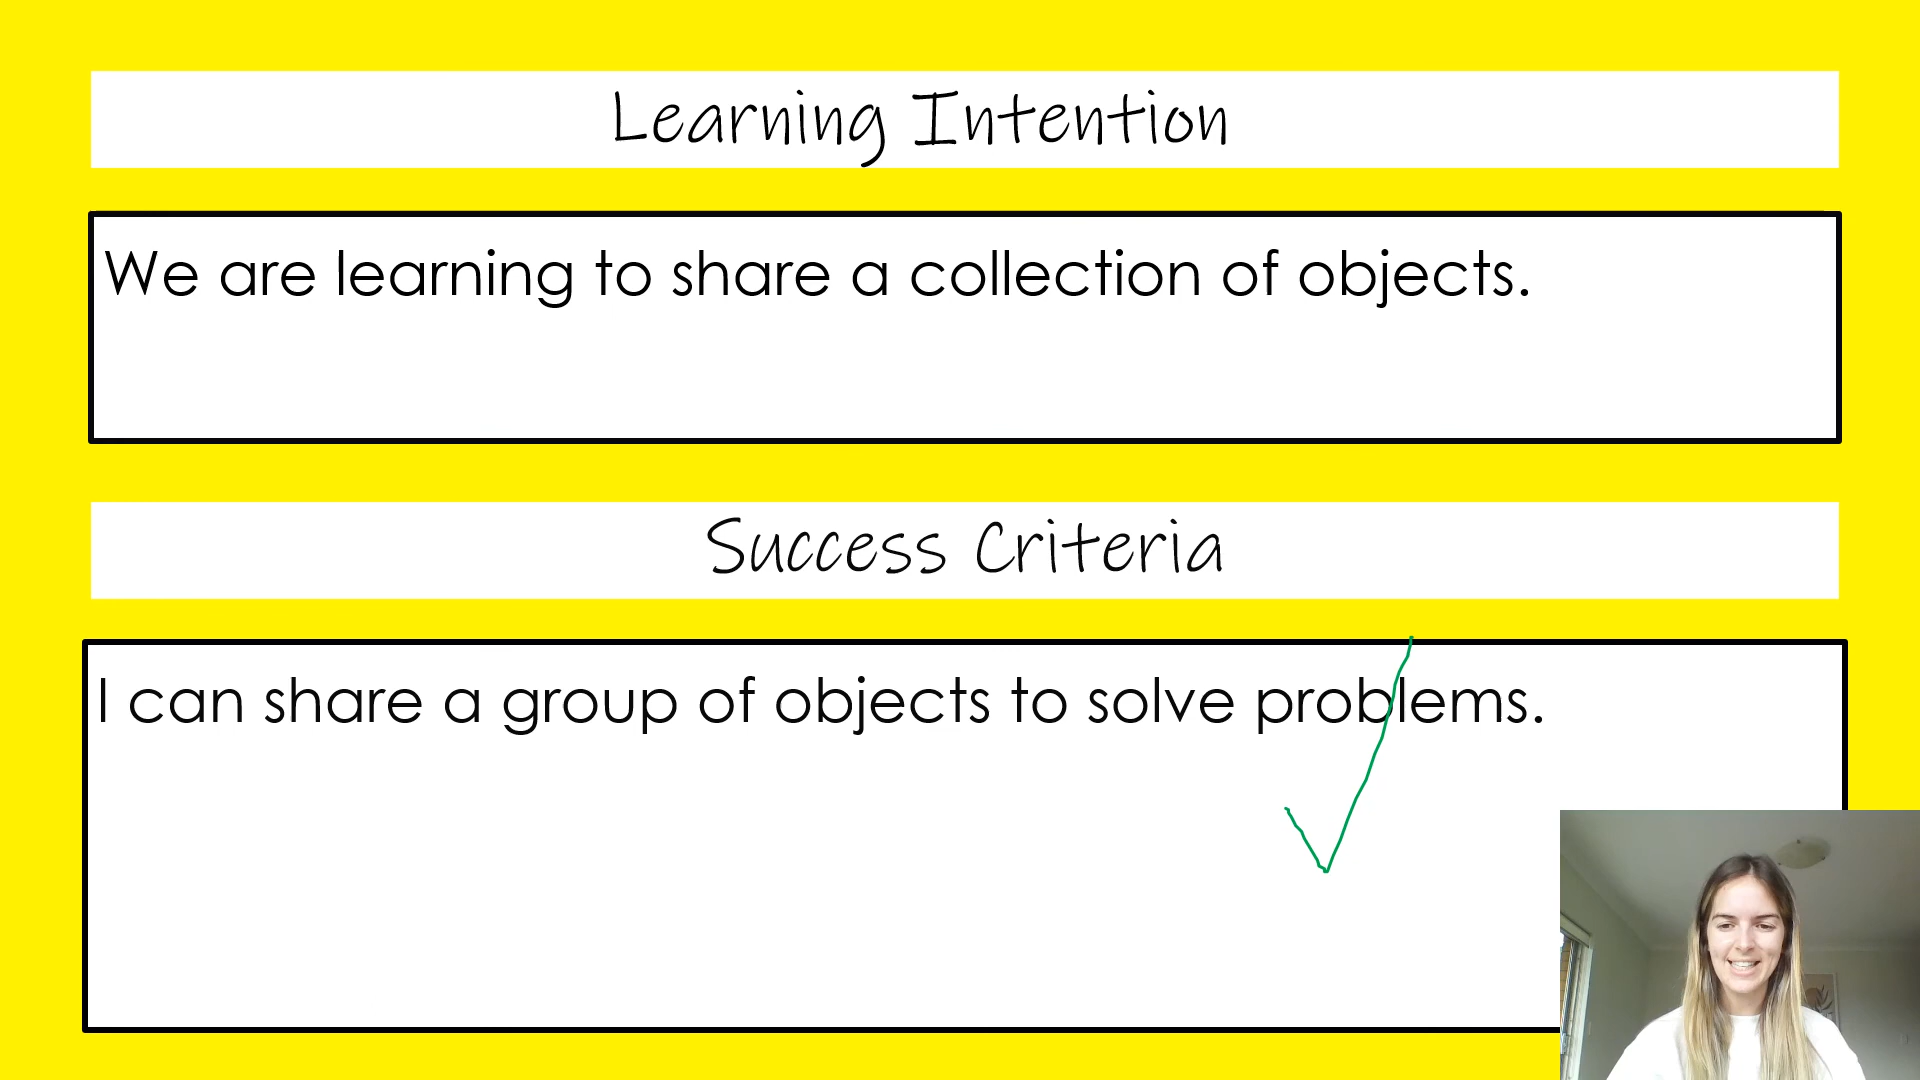 Learning Intention
We are learning to share a collection of objects.
Success Criteria
I can share a group of objects to solve problems.